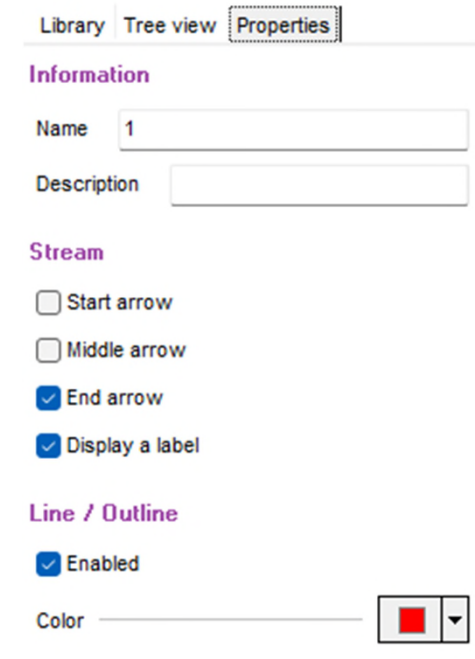 Library Tree view Properties
Information
Name 1
Description
Stream
Start arrow
Middle arrow
End arrow
Display a label
Line / Outline
Enabled
Color